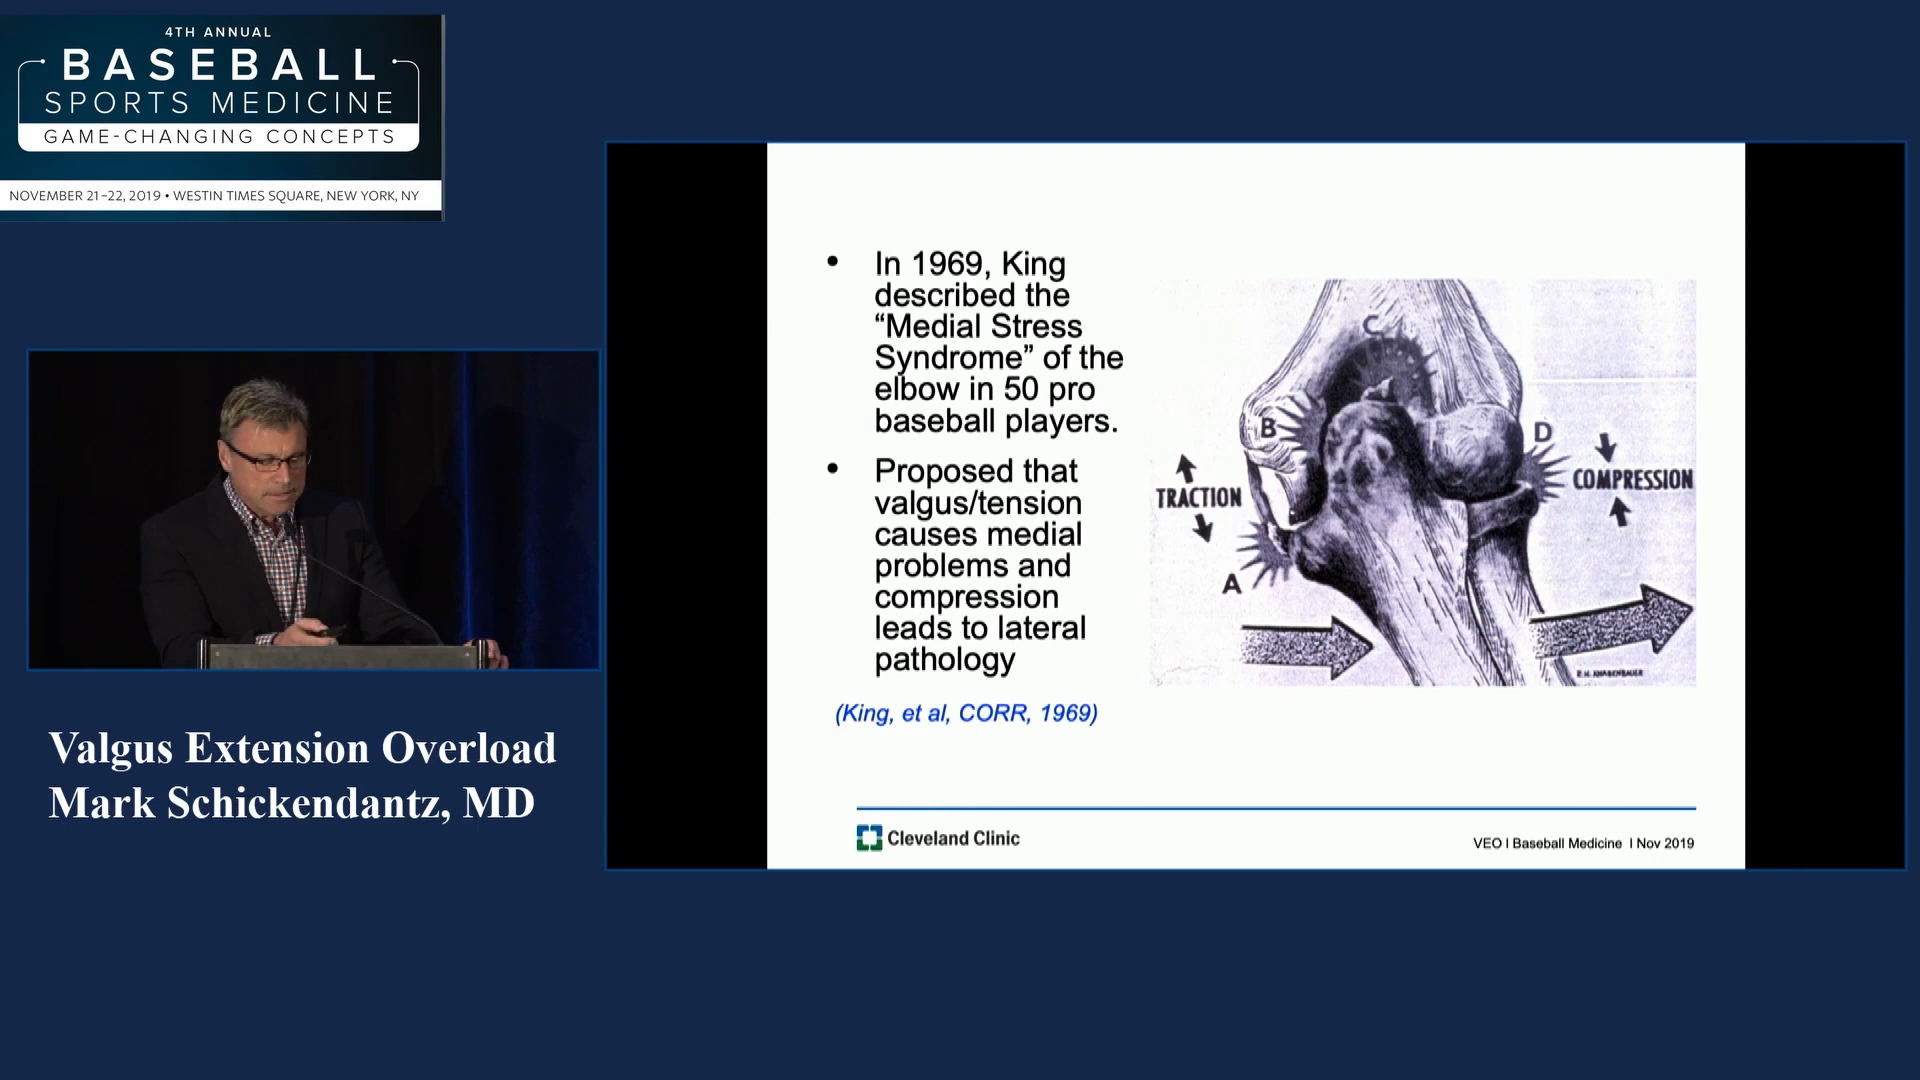 4TH ANNUAL
BASEBALL
SPORTS MEDICINE
GAME-CHANGING CONCEPTS
NOVEMBER 21-22, 2019 • WESTIN TIMES SQUARE, NEW YORK, NY
Valgus Extension Overload
Mark Schickendantz, MD
• In 1969, King
described the
“Medial Stress
Syndrome” of the
elbow in 50 pro
baseball players.
• Proposed that
valgus/tension
causes medial
problems and
compression
leads to lateral
pathology
(King, et al, CORR, 1969)
C
B
D
TRACTION
COMPRESSION
A
Cleveland Clinic
VEO I Baseball Medicine I Nov 2019